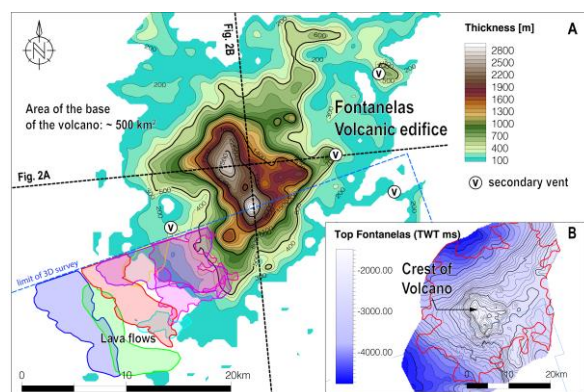 A
Fig. 2B
Thickness [m]
2800
2500
2200
1900
1600
1300
1000
700
400
100
N
Area of the base
of the volcano: ~ 500 km²
Fontanelas
Volcanic edifice
V secondary vent
V
V
V
V
Fig. 2A
limit of 3D survey
Lava flows
0
10
20km
B
Top Fontanelas (TWT ms)
-2000.00
-3000.00
-4000.00
Crest of
Volcano
0
10
20km